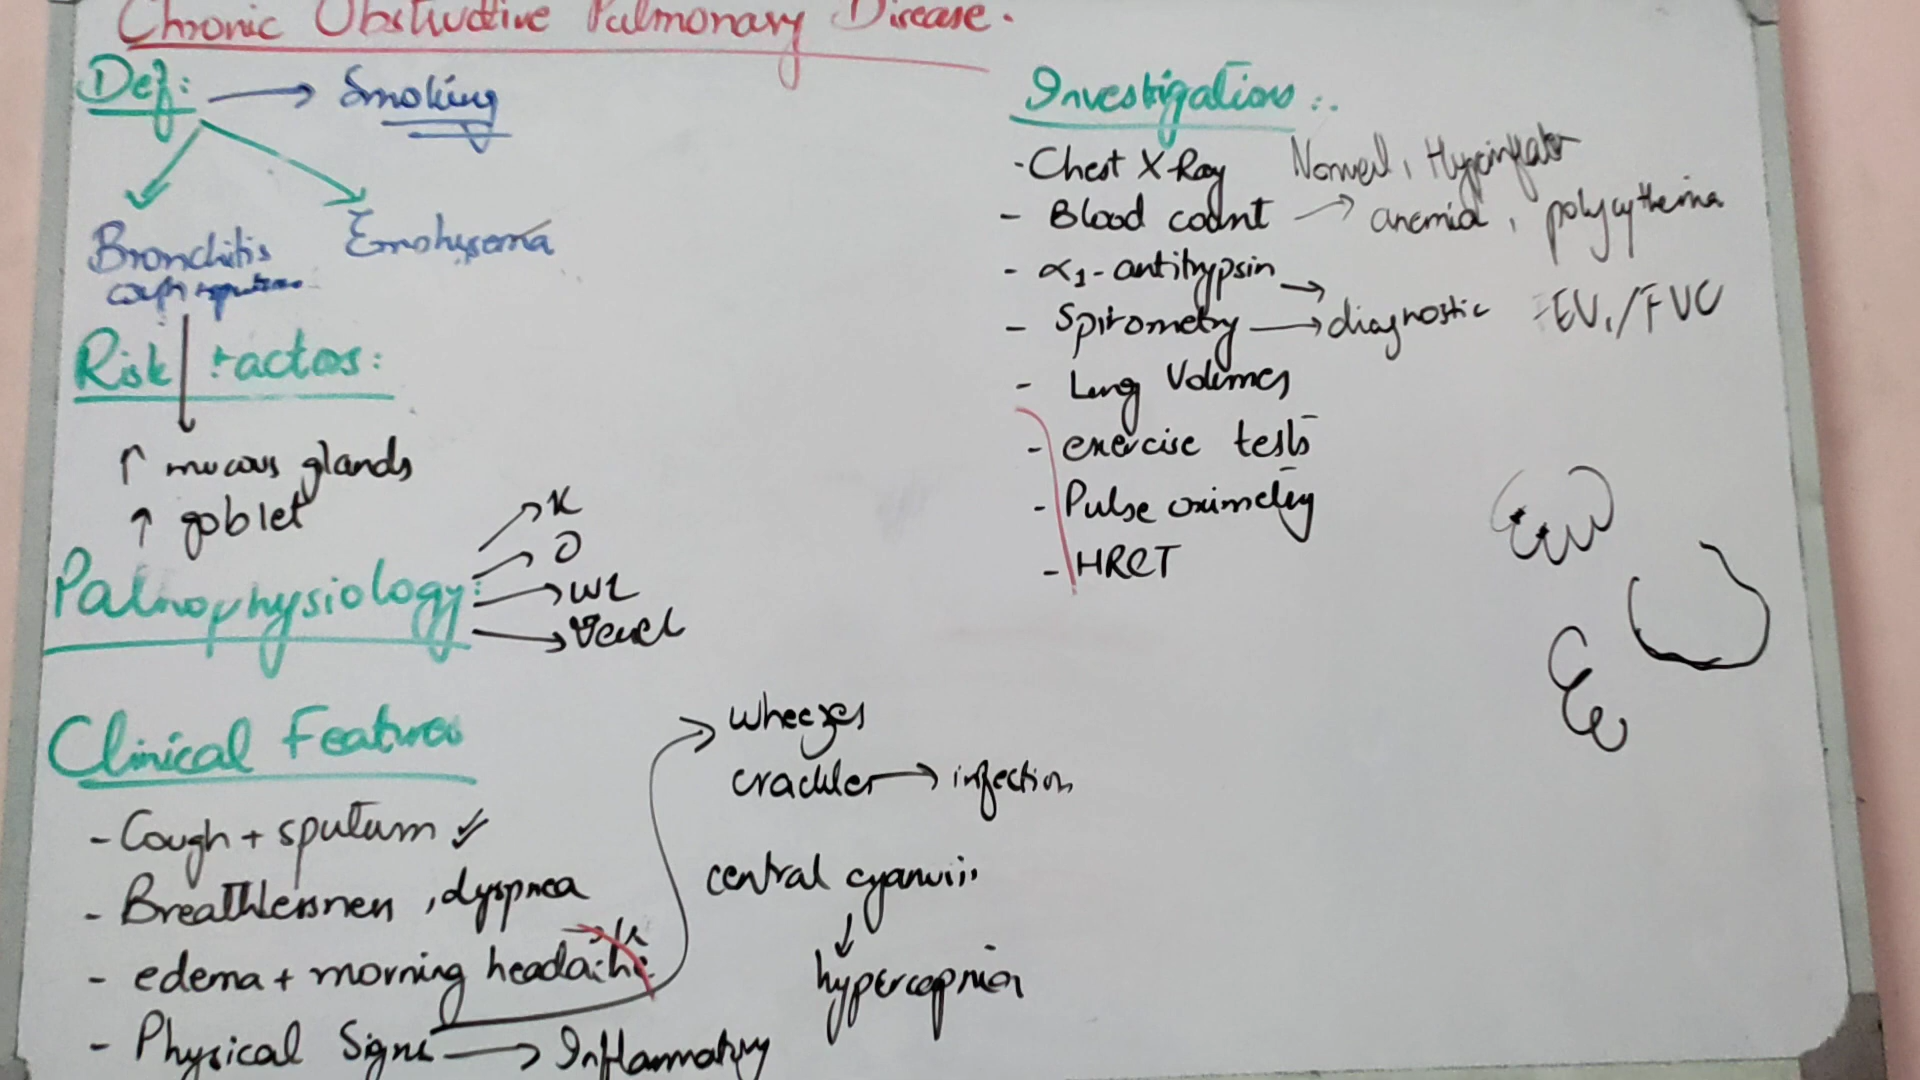 Chronic Obstructive Pulmonary Disease.
Def: → Smoking
Bronchitis
Emohysema
Risk Factors:
↑ mucous glands
↑ goblet
Pathophysiology:
Clinical Features
- Cough + sputum ✓
- Breathlessness, dyspnea
- edema + morning headache
- Physical Signs → Inflammatory
wheezes
crackles → infection
central cyanosis
↓
hypercapnia
Investigations:.
- Chest X-Ray Normal, Hyperinflation
- Blood count → anemia, polycythemia
- α1-antitrypsin →
- Spirometry → diagnostic FEV1/FVC
- Lung Volumes
- exercise tests
- Pulse oximetry
- HRCT